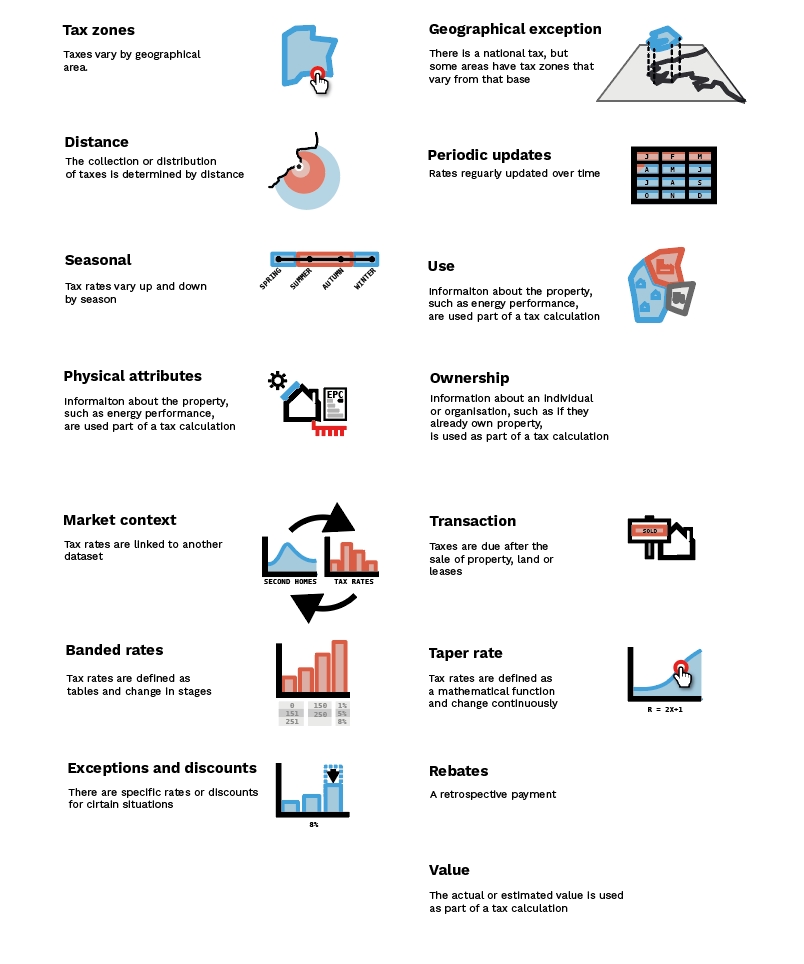 Tax zones
Taxes vary by geographical
area.
Geographical exception
There is a national tax, but
some areas have tax zones that
vary from that base
Distance
The collection or distribution
of taxes is determined by distance
Periodic updates
Rates reguarly updated over time
J F M
A M J
J A S
O N D
Seasonal
Tax rates vary up and down
by season
SPRING
SUMMER
AUTUMN
WINTER
Use
Informaiton about the property,
such as energy performance,
are used part of a tax calculation
Physical attributes
Informaiton about the property,
such as energy performance,
are used part of a tax calculation
EPC
Ownership
Information about an individual
or organisation, such as if they
already own property,
is used as part of a tax calculation
Market context
Tax rates are linked to another
dataset
SECOND HOMES
TAX RATES
Transaction
Taxes are due after the
sale of property, land or
leases
SOLD
Banded rates
Tax rates are defined as
tables and change in stages
0 150 1%
151 250 5%
251 8%
Taper rate
Tax rates are defined as
a mathematical function
and change continuously
R = 2X+1
Exceptions and discounts
There are specific rates or discounts
for cirtain situations
8%
Rebates
A retrospective payment
Value
The actual or estimated value is used
as part of a tax calculation